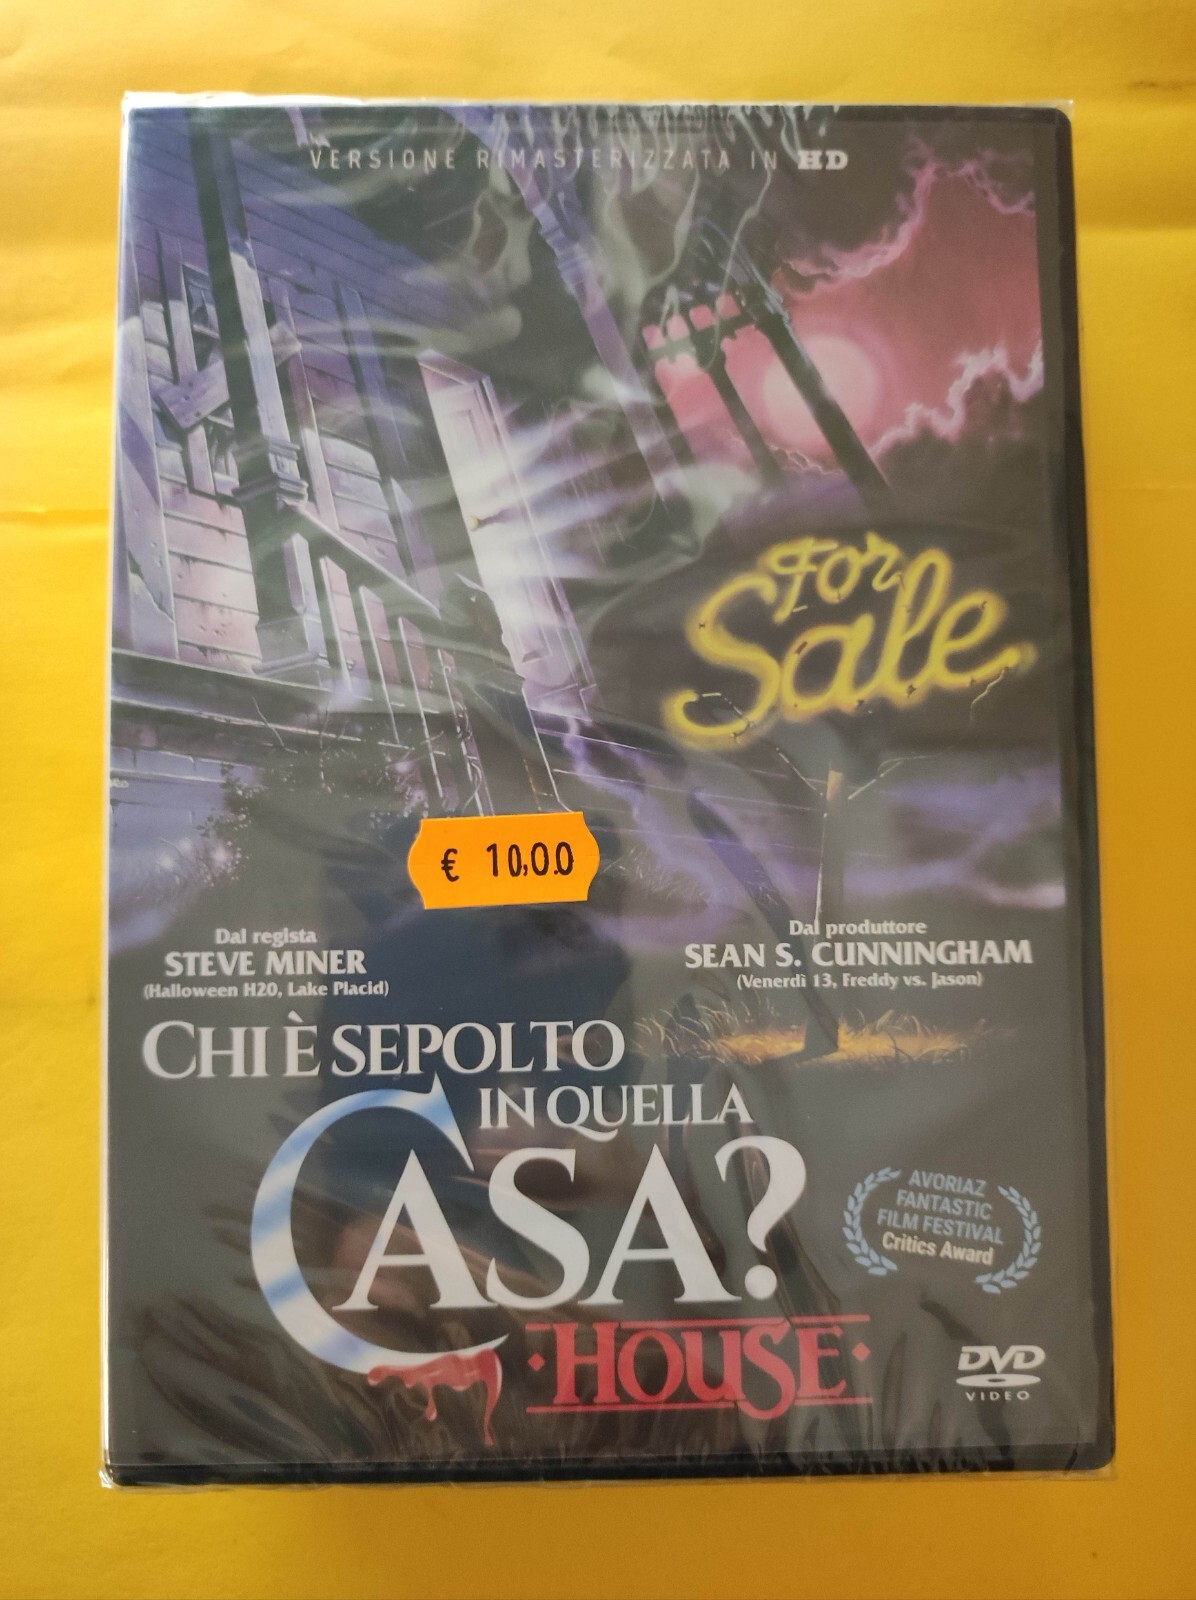 VERSIONE RIMASTERIZZATA IN HD
For
Sale
€ 10,00
Dal regista
STEVE MINER
(Halloween H20, Lake Placid)
Dal produttore
SEAN S. CUNNINGHAM
(Venerdì 13, Freddy vs. Jason)
CHI È SEPOLTO
IN QUELLA
CASA?
HOUSE
AVORIAZ
FANTASTIC
FILM FESTIVAL
Critics Award
DVD
VIDEO